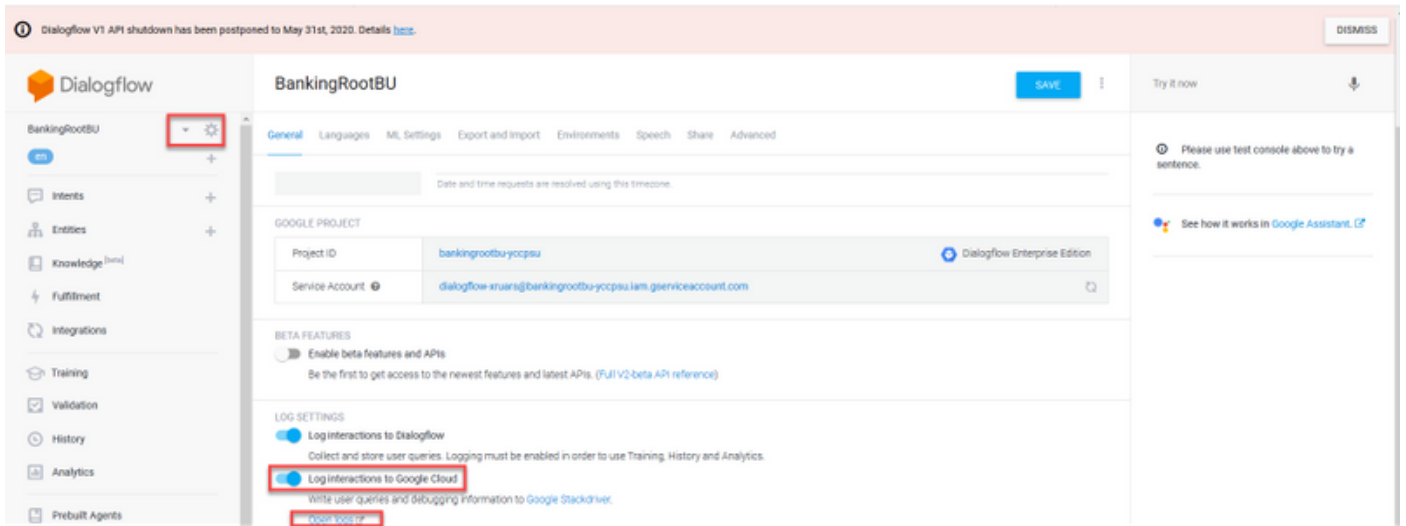 Dialogflow V1 API shutdown has been postponed to May 31st, 2020. Details here.
DISMISS
Dialogflow
BankingRootBU
en
Intents
Entities
Knowledge [beta]
Fulfillment
Integrations
Training
Validation
History
Analytics
Prebuilt Agents
BankingRootBU
SAVE
General Languages ML Settings Export and Import Environments Speech Share Advanced
Date and time requests are resolved using this timezone.
GOOGLE PROJECT
Project ID bankingrootbu-yccpsu Dialogflow Enterprise Edition
Service Account dialogflow-xruars@bankingrootbu-yccpsu.iam.gserviceaccount.com
BETA FEATURES
Enable beta features and APIs
Be the first to get access to the newest features and latest APIs. (Full V2-beta API reference)
LOG SETTINGS
Log interactions to Dialogflow
Collect and store user queries. Logging must be enabled in order to use Training, History and Analytics.
Log interactions to Google Cloud
Write user queries and debugging information to Google Stackdriver.
Open logs
Try it now
Please use test console above to try a
sentence.
See how it works in Google Assistant.